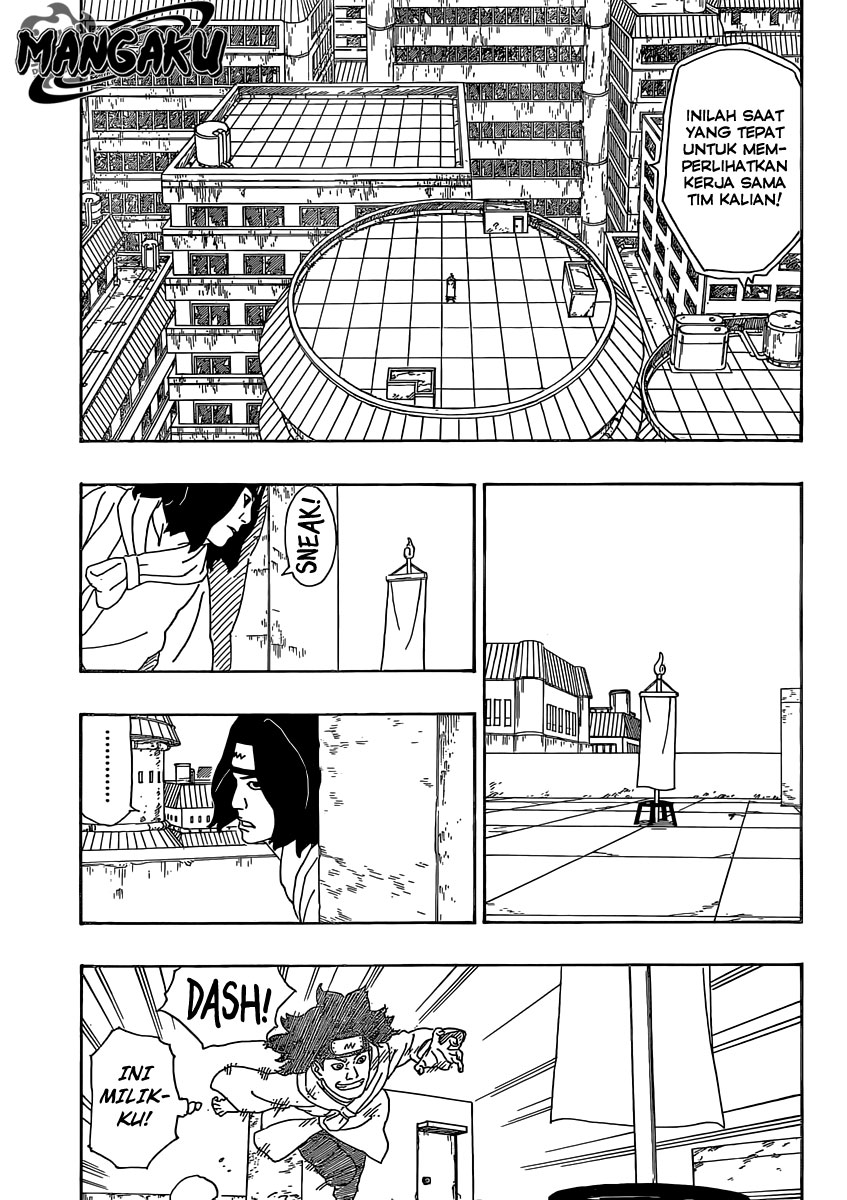 MANGAKU
INILAH SAAT
YANG TEPAT
UNTUK MEM-
PERLIHATKAN
KERJA SAMA
TIM KALIAN!
SNEAK!
..........
DASH!
INI
MILIK-
KU!